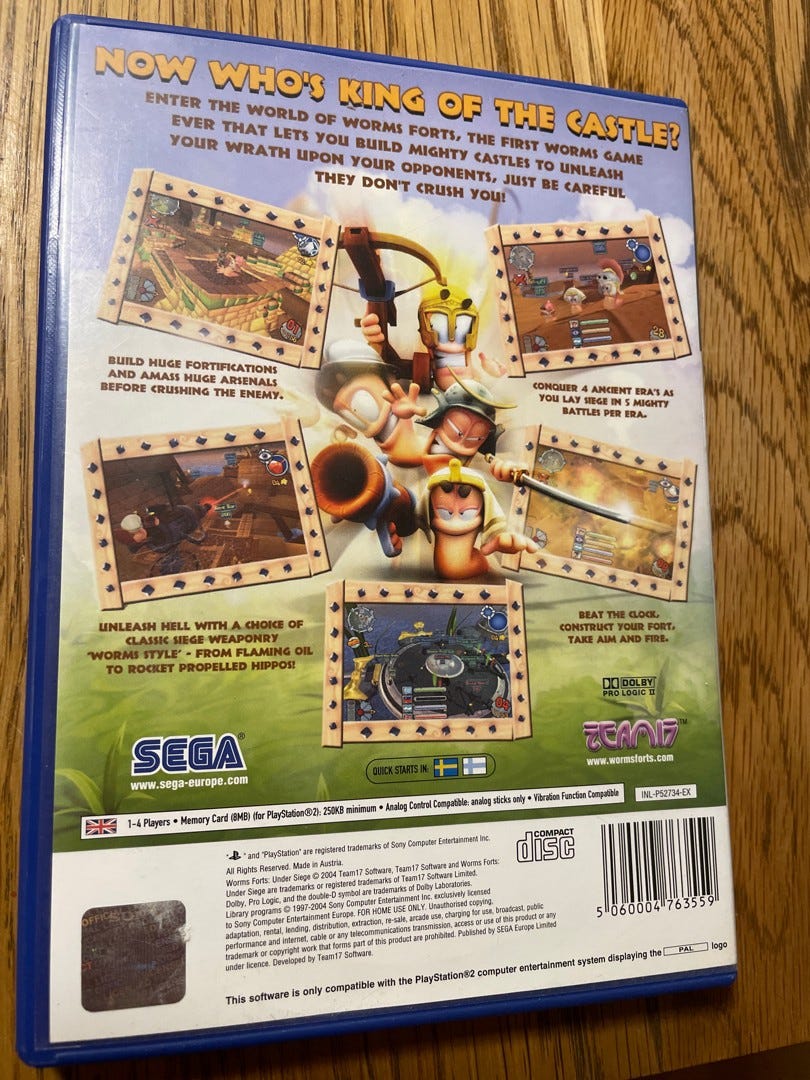 NOW WHO'S KING OF THE CASTLE?
ENTER THE WORLD OF WORMS FORTS, THE FIRST WORMS GAME
EVER THAT LETS YOU BUILD MIGHTY CASTLES TO UNLEASH
YOUR WRATH UPON YOUR OPPONENTS, JUST BE CAREFUL
THEY DON'T CRUSH YOU!
BUILD HUGE FORTIFICATIONS
AND AMASS HUGE ARSENALS
BEFORE CRUSHING THE ENEMY.
CONQUER 4 ANCIENT ERA'S AS
YOU LAY SIEGE IN 5 MIGHTY
BATTLES PER ERA.
UNLEASH HELL WITH A CHOICE OF
CLASSIC SIEGE WEAPONRY
'WORMS STYLE' - FROM FLAMING OIL
TO ROCKET PROPELLED HIPPOS!
BEAT THE CLOCK,
CONSTRUCT YOUR FORT,
TAKE AIM AND FIRE.
DOLBY
PRO LOGIC II
SEGA®
www.sega-europe.com
TEAM17™
www.wormsforts.com
QUICK STARTS IN:
1-4 Players • Memory Card (8MB) (for PlayStation®2): 250KB minimum • Analog Control Compatible: analog sticks only • Vibration Function Compatible
INL-P52734-EX
" " and "PlayStation" are registered trademarks of Sony Computer Entertainment Inc.
All Rights Reserved. Made in Austria.
Worms Forts: Under Siege © 2004 Team17 Software, Team17 Software and Worms Forts:
Under Siege are trademarks or registered trademarks of Team17 Software Limited.
Dolby, Pro Logic, and the double-D symbol are trademarks of Dolby Laboratories.
Library programs © 1997-2004 Sony Computer Entertainment Inc. exclusively licensed
to Sony Computer Entertainment Europe. FOR HOME USE ONLY. Unauthorised copying,
adaptation, rental, lending, distribution, extraction, re-sale, arcade use, charging for use, broadcast, public
performance and internet, cable or any telecommunications transmission, access or use of this product or any
trademark or copyright work that forms part of this product are prohibited. Published by SEGA Europe Limited
under licence. Developed by Team17 Software.
COMPACT
disc
5 060004 763559
This software is only compatible with the PlayStation®2 computer entertainment system displaying the PAL logo